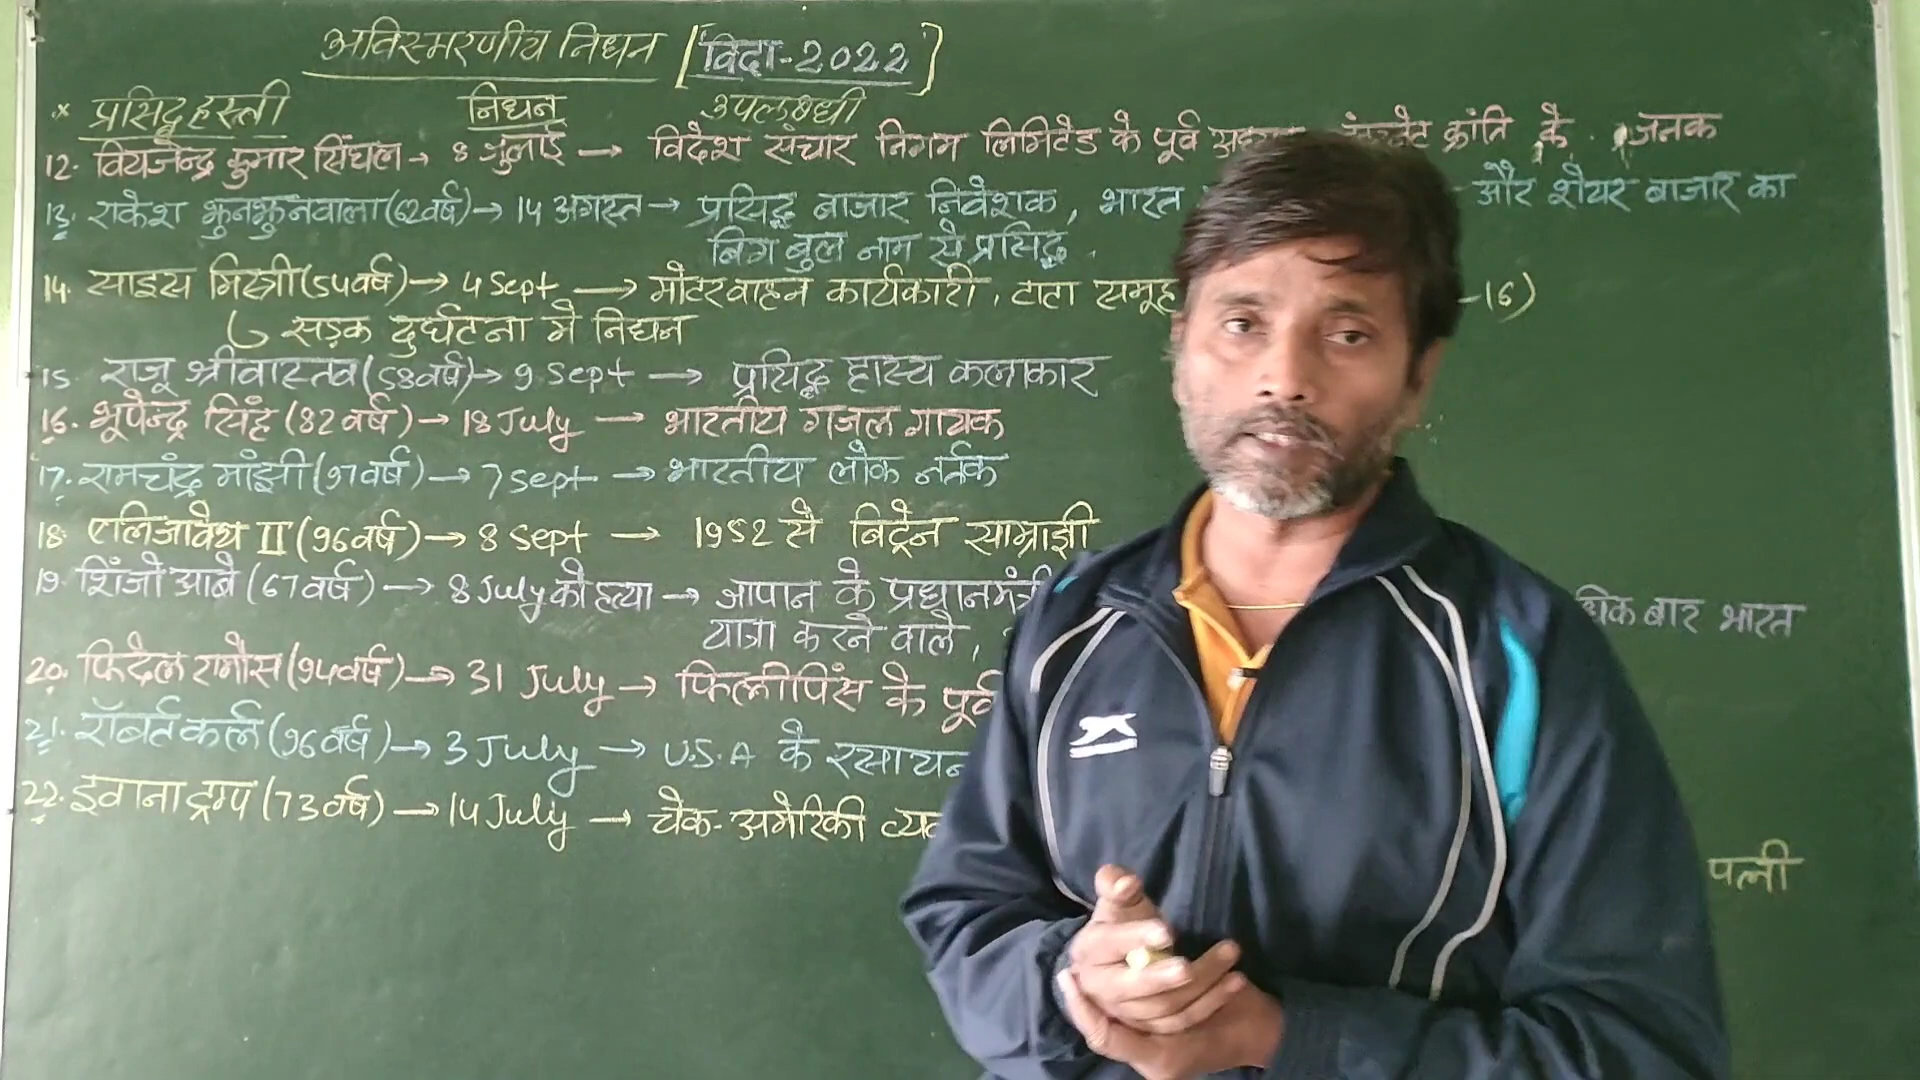 अविस्मरणीय निधन [विदा-2022]
* प्रसिद्ध हस्ती निधन उपलब्धी
12. वियजेन्द्र कुमार सिंघल → 8 जुलाई → विदेश संचार निगम लिमिटेड के पूर्व क्रांति के जनक
13. राकेश झुनझुनवाला (62 वर्ष) → 14 अगस्त → प्रसिद्ध बाजार निवेशक, भारत और शेयर बाजार का
बिग बुल नाम से प्रसिद्ध
14. साइस मिस्त्री (54 वर्ष) → 4 Sept → मोटरवाहन कार्यकारी, टाटा समूह -16)
↳ सड़क दुर्घटना में निधन
15. राजू श्रीवास्तव (58 वर्ष) → 9 Sept → प्रसिद्ध हास्य कलाकार
16. भूपेन्द्र सिंह (82 वर्ष) → 18 July → भारतीय गजल गायक
17. रामचंद्र मांझी (97 वर्ष) → 7 Sept → भारतीय लोक नर्तक
18. एलिजावेथ II (96 वर्ष) → 8 Sept → 1952 से ब्रिटेन साम्राज्ञी
19. शिंजो आबे (67 वर्ष) → 8 July को हत्या → जापान के प्रधानमंत्री बार भारत
यात्रा करने वाले,
20. फिदेल रामोस (94 वर्ष) → 31 July → फिलीपिंस के पूर्व
21. रॉबर्ट कर्ल (96 वर्ष) → 3 July → U.S.A के रसायन
22. इवाना ट्रम्प (73 वर्ष) → 14 July → चेक-अमेरिकी
पत्नी